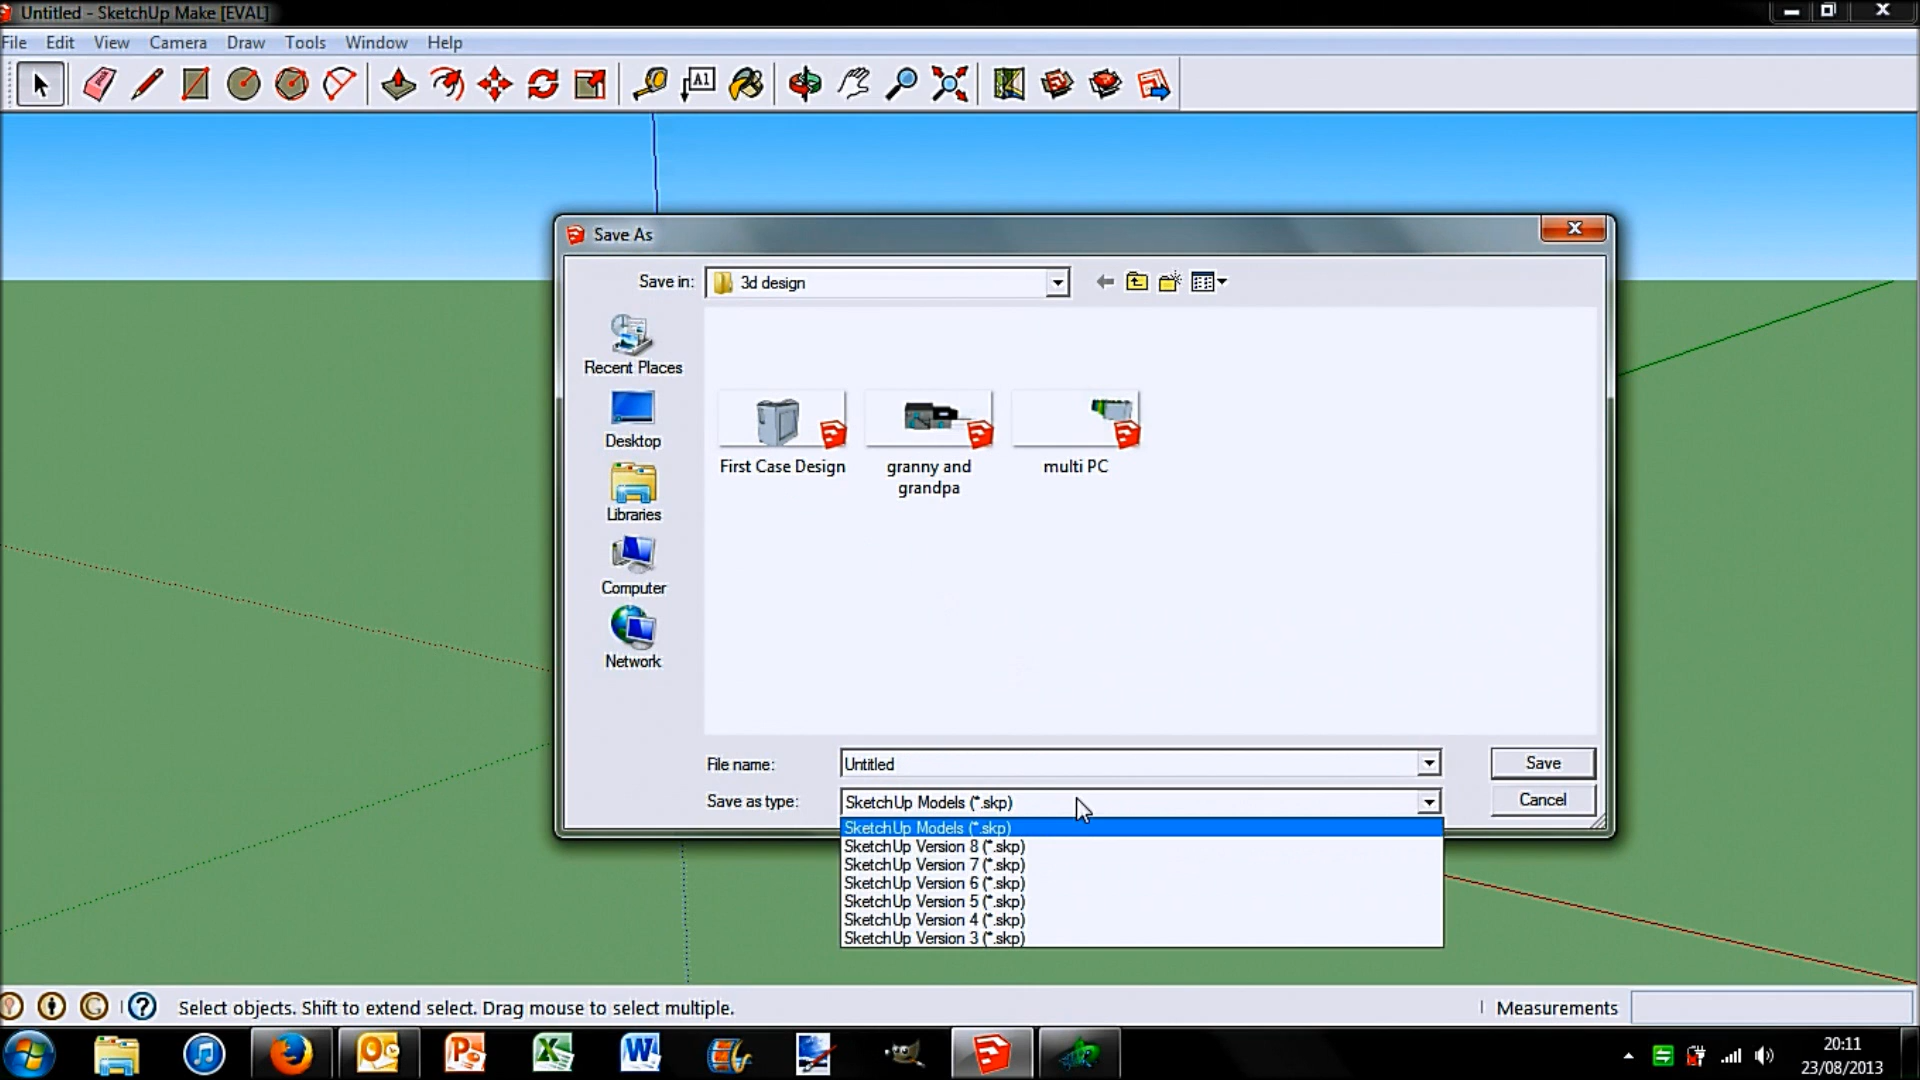 Untitled - SketchUp Make [EVAL]
File Edit View Camera Draw Tools Window Help
A1
Save As
Save in: 3d design
Recent Places
Desktop
Libraries
Computer
Network
First Case Design
granny and
grandpa
multi PC
File name: Untitled
Save
Save as type: SketchUp Models (*.skp)
Cancel
SketchUp Models (*.skp)
SketchUp Version 8 (*.skp)
SketchUp Version 7 (*.skp)
SketchUp Version 6 (*.skp)
SketchUp Version 5 (*.skp)
SketchUp Version 4 (*.skp)
SketchUp Version 3 (*.skp)
Select objects. Shift to extend select. Drag mouse to select multiple.
Measurements
20:11
23/08/2013